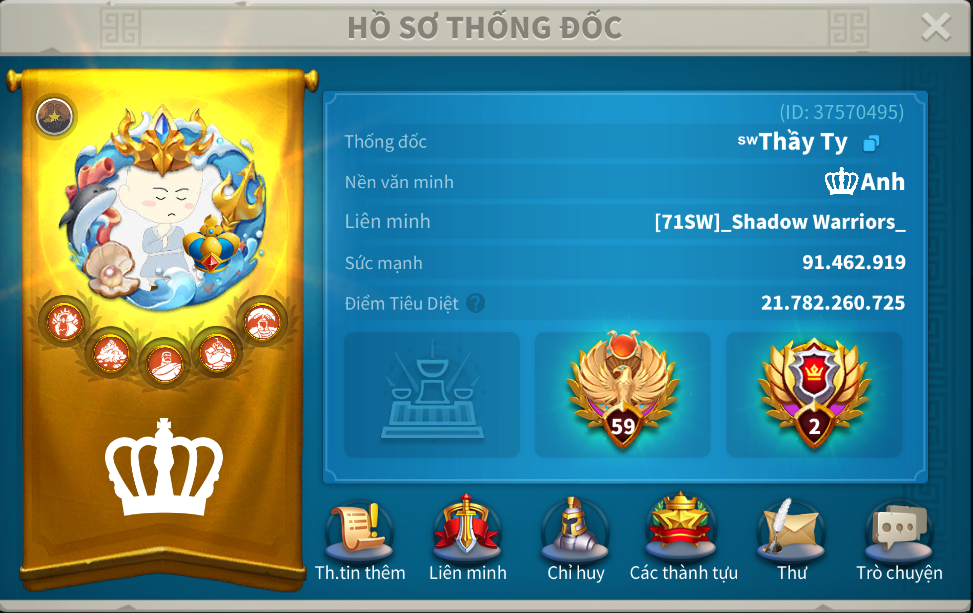 HỒ SƠ THỐNG ĐỐC
(ID: 37570495)
Thống đốc ˢʷThầy Ty
Nền văn minh Anh
Liên minh [71SW]_Shadow Warriors_
Sức mạnh 91.462.919
Điểm Tiêu Diệt ? 21.782.260.725
59 2
Th.tin thêm Liên minh Chỉ huy Các thành tựu Thư Trò chuyện